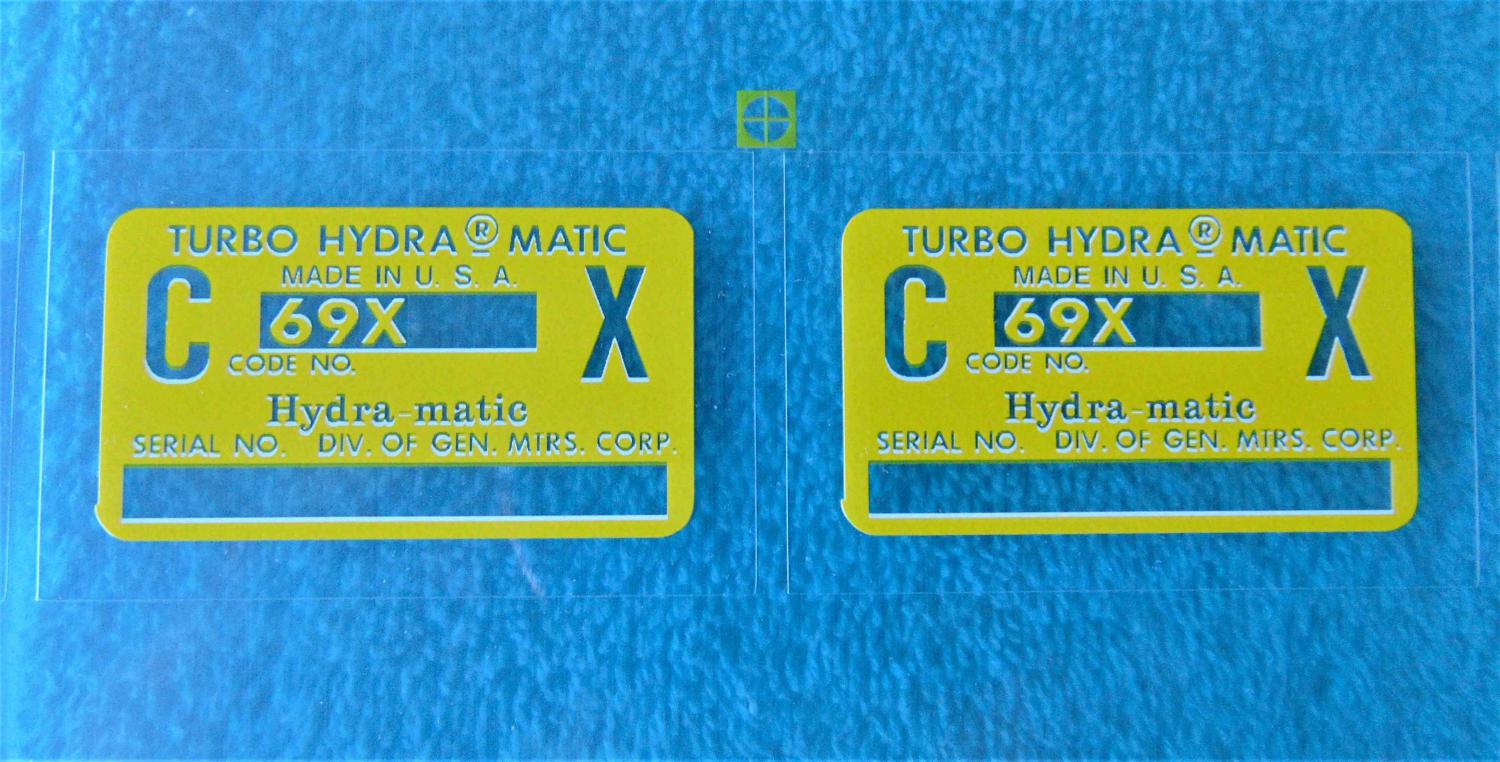 TURBO HYDRA® MATIC
MADE IN U. S. A.
C 69X X
CODE NO.
Hydra-matic
SERIAL NO. DIV. OF GEN. MTRS. CORP.
TURBO HYDRA® MATIC
MADE IN U. S. A.
C 69X X
CODE NO.
Hydra-matic
SERIAL NO. DIV. OF GEN. MTRS. CORP.